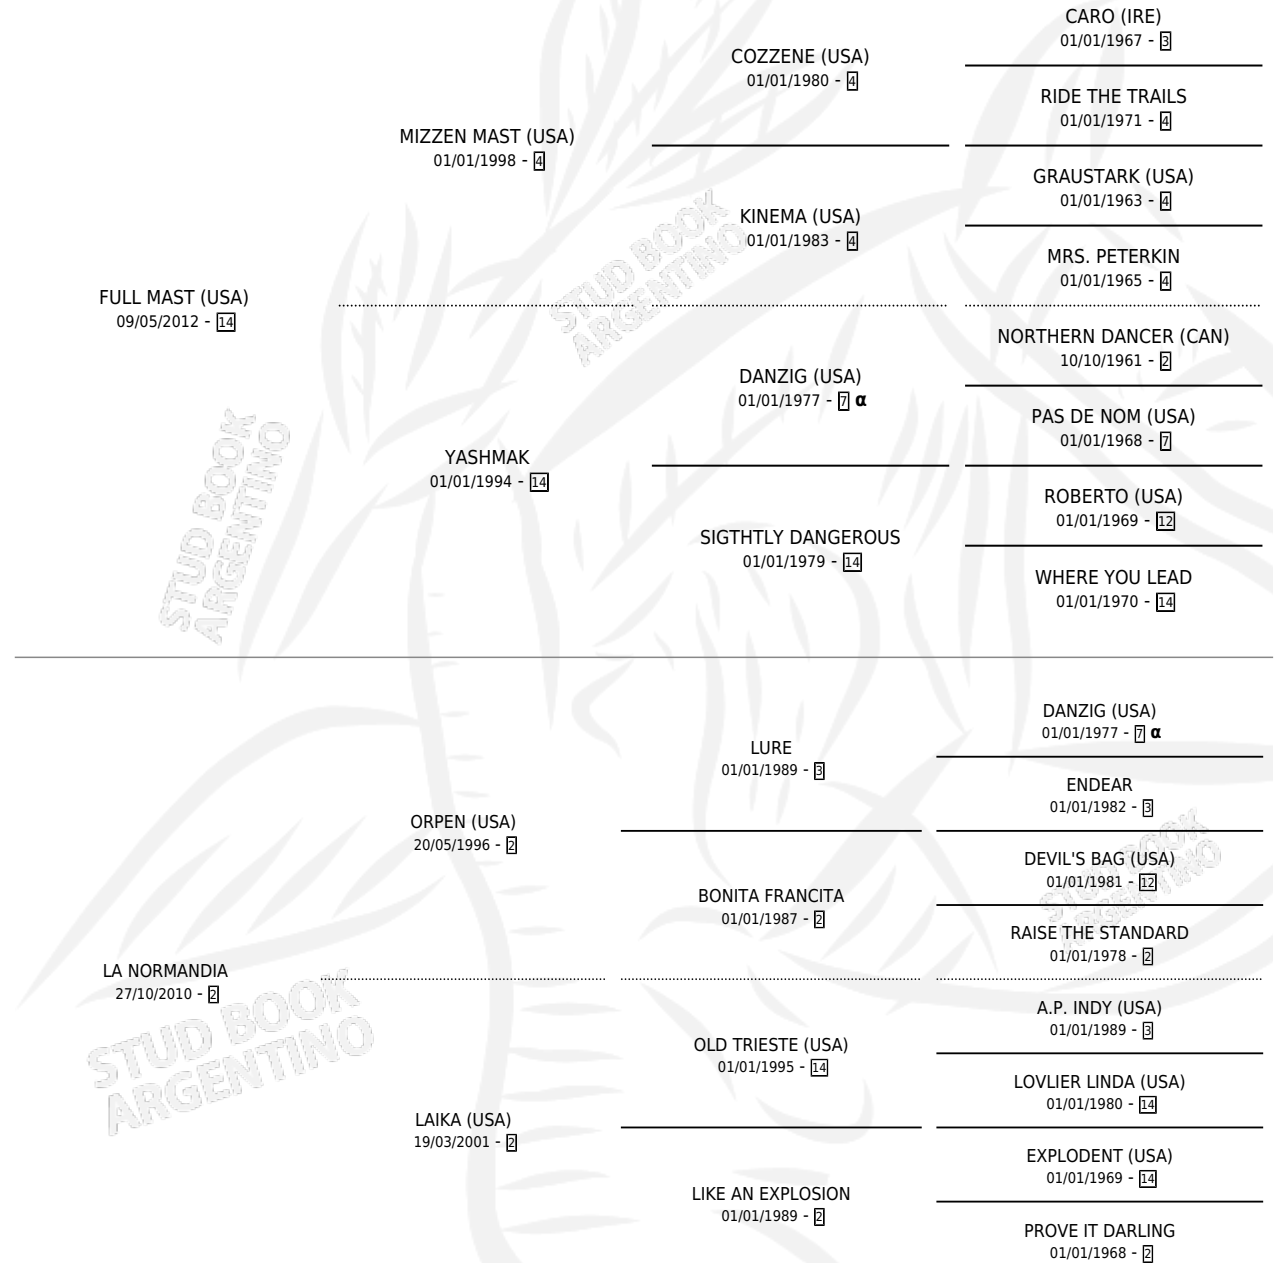 CARO (IRE)
01/01/1967 - 3
COZZENE (USA)
01/01/1980 - 4
RIDE THE TRAILS
01/01/1971 - 4
MIZZEN MAST (USA)
01/01/1998 - 4
GRAUSTARK (USA)
01/01/1963 - 4
KINEMA (USA)
01/01/1983 - 4
MRS. PETERKIN
01/01/1965 - 4
FULL MAST (USA)
09/05/2012 - 14
NORTHERN DANCER (CAN)
10/10/1961 - 2
DANZIG (USA)
01/01/1977 - 7 α
PAS DE NOM (USA)
01/01/1968 - 7
YASHMAK
01/01/1994 - 14
ROBERTO (USA)
01/01/1969 - 12
SIGTHTLY DANGEROUS
01/01/1979 - 14
WHERE YOU LEAD
01/01/1970 - 14
DANZIG (USA)
01/01/1977 - 7 α
LURE
01/01/1989 - 3
ENDEAR
01/01/1982 - 3
ORPEN (USA)
20/05/1996 - 2
DEVIL'S BAG (USA)
01/01/1981 - 12
BONITA FRANCITA
01/01/1987 - 2
RAISE THE STANDARD
01/01/1978 - 2
LA NORMANDIA
27/10/2010 - 2
A.P. INDY (USA)
01/01/1989 - 3
OLD TRIESTE (USA)
01/01/1995 - 14
LOVLIER LINDA (USA)
01/01/1980 - 14
LAIKA (USA)
19/03/2001 - 2
EXPLODENT (USA)
01/01/1969 - 14
LIKE AN EXPLOSION
01/01/1989 - 2
PROVE IT DARLING
01/01/1968 - 2
STUD BOOK
ARGENTINO
STUD BOOK
ARGENTINO
STUD BOOK
ARGENTINO
STUD BOOK
ARGENTINO